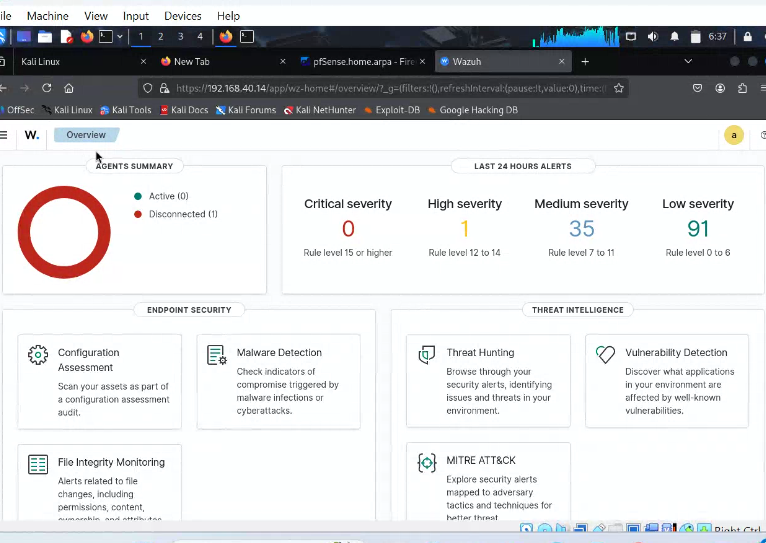 ile Machine View Input Devices Help
1 2 3 4 6:37
Kali Linux × New Tab × pfSense.home.arpa - Fire × Wazuh × +
https://192.168.40.14/app/wz-home#/overview/?_g=(filters:!(),refreshInterval:(pause:!t,value:0),time:
OffSec Kali Linux Kali Tools Kali Docs Kali Forums Kali NetHunter Exploit-DB Google Hacking DB
W. Overview a
AGENTS SUMMARY
Active (0)
Disconnected (1)
LAST 24 HOURS ALERTS
Critical severity High severity Medium severity Low severity
0 1 35 91
Rule level 15 or higher Rule level 12 to 14 Rule level 7 to 11 Rule level 0 to 6
ENDPOINT SECURITY
Configuration
Assessment
Scan your assets as part of
a configuration assessment
audit.
Malware Detection
Check indicators of
compromise triggered by
malware infections or
cyberattacks.
File Integrity Monitoring
Alerts related to file
changes, including
permissions, content,
ownership, and attributes
THREAT INTELLIGENCE
Threat Hunting
Browse through your
security alerts, identifying
issues and threats in your
environment.
Vulnerability Detection
Discover what applications
in your environment are
affected by well-known
vulnerabilities.
MITRE ATT&CK
Explore security alerts
mapped to adversary
tactics and techniques for
better threat
Right Ctrl